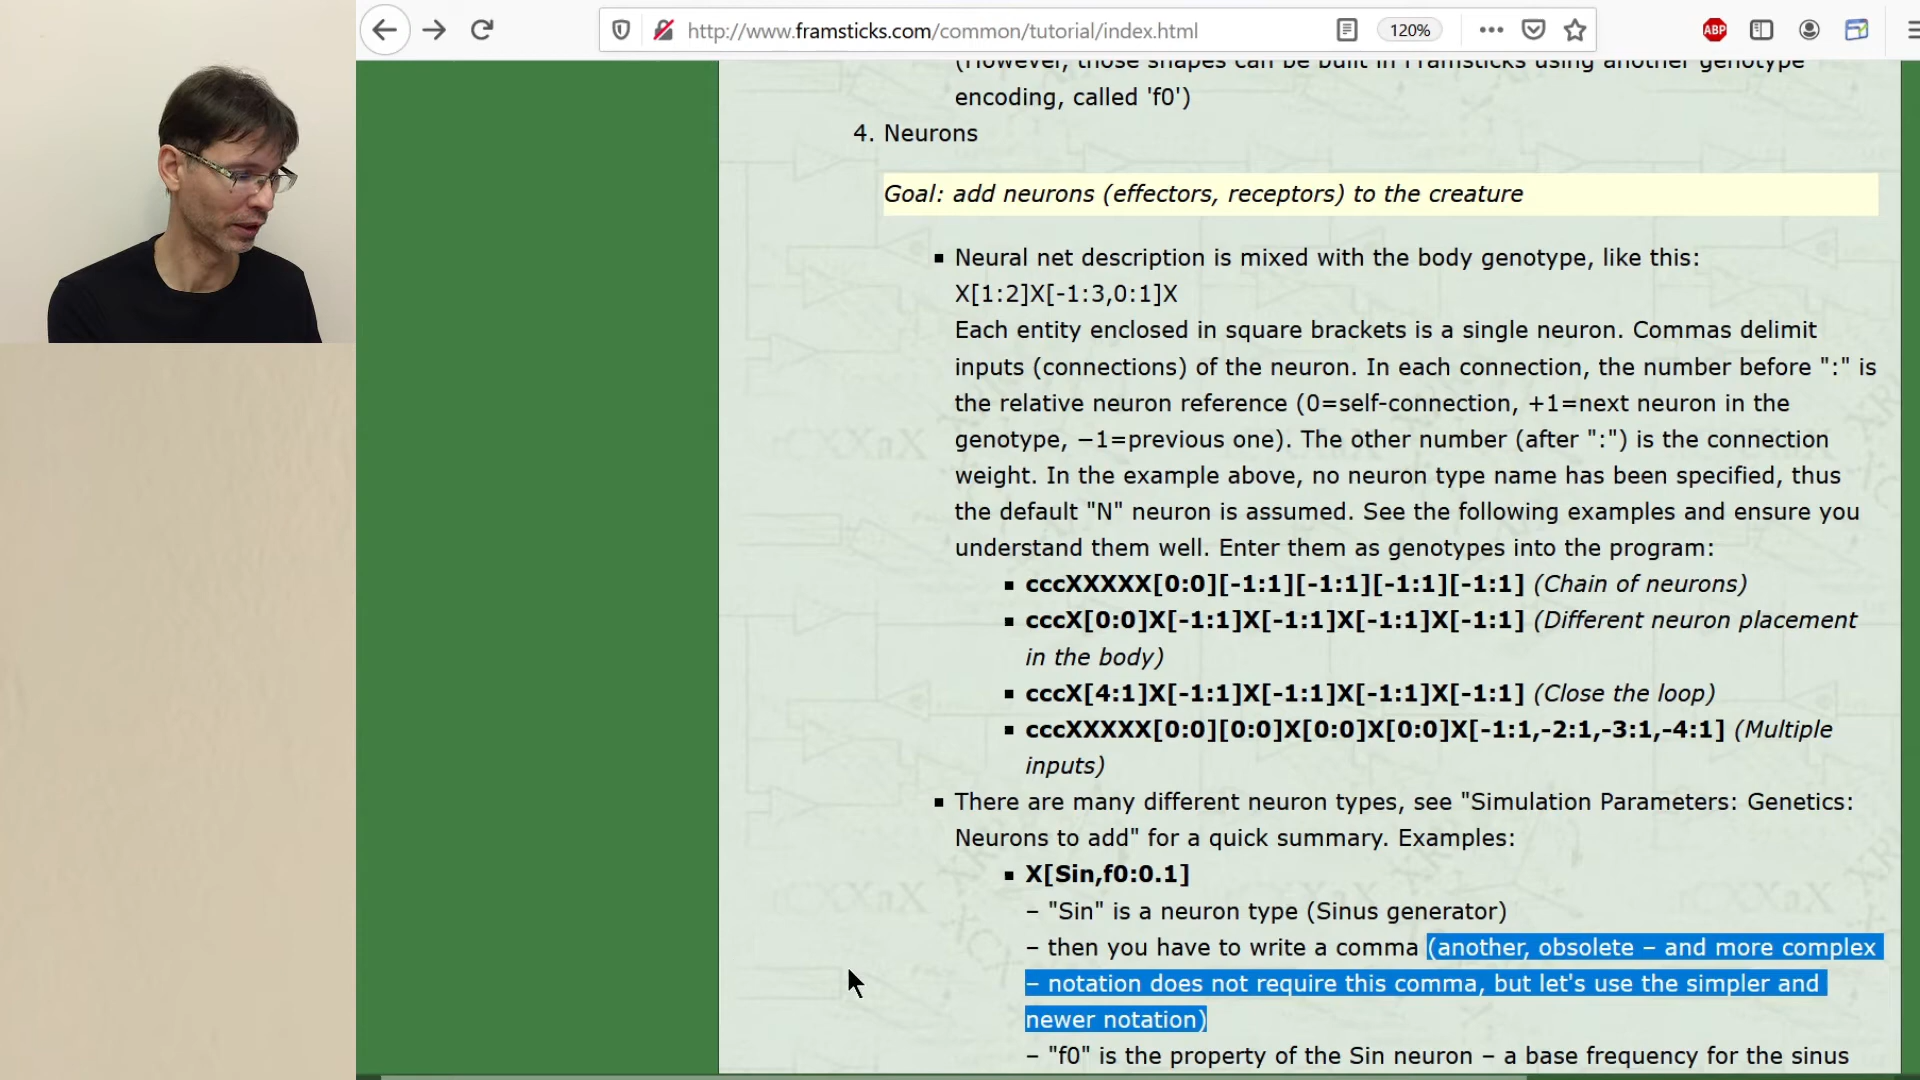 http://www.framsticks.com/common/tutorial/index.html
120%
ABP
(However, those shapes can be built in Framsticks using another genotype
encoding, called 'f0')
4. Neurons
Goal: add neurons (effectors, receptors) to the creature
Neural net description is mixed with the body genotype, like this:
X[1:2]X[-1:3,0:1]X
Each entity enclosed in square brackets is a single neuron. Commas delimit
inputs (connections) of the neuron. In each connection, the number before ":" is
the relative neuron reference (0=self-connection, +1=next neuron in the
genotype, −1=previous one). The other number (after ":") is the connection
weight. In the example above, no neuron type name has been specified, thus
the default "N" neuron is assumed. See the following examples and ensure you
understand them well. Enter them as genotypes into the program:
cccXXXXX[0:0][-1:1][-1:1][-1:1][-1:1] (Chain of neurons)
cccX[0:0]X[-1:1]X[-1:1]X[-1:1]X[-1:1] (Different neuron placement
in the body)
cccX[4:1]X[-1:1]X[-1:1]X[-1:1]X[-1:1] (Close the loop)
cccXXXXX[0:0][0:0]X[0:0]X[0:0]X[-1:1,-2:1,-3:1,-4:1] (Multiple
inputs)
There are many different neuron types, see "Simulation Parameters: Genetics:
Neurons to add" for a quick summary. Examples:
X[Sin,f0:0.1]
– "Sin" is a neuron type (Sinus generator)
– then you have to write a comma (another, obsolete – and more complex
– notation does not require this comma, but let's use the simpler and
newer notation)
– "f0" is the property of the Sin neuron – a base frequency for the sinus